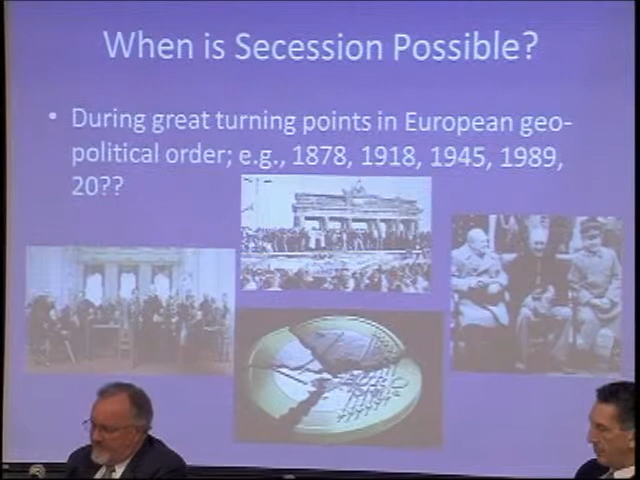 When is Secession Possible?
• During great turning points in European geo-
political order; e.g., 1878, 1918, 1945, 1989,
20??